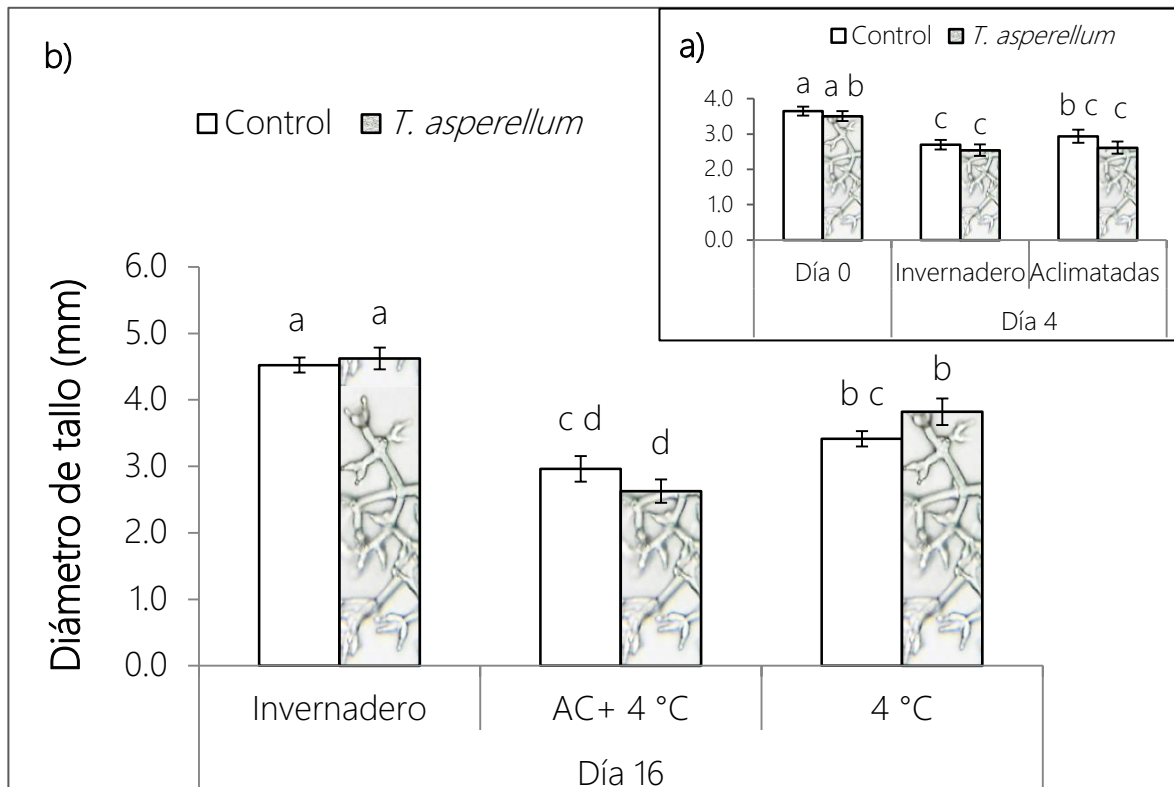 b)
Control T. asperellum
a)
Control T. asperellum
a a b c c b c c
4.0
3.0
2.0
1.0
0.0
Día 0 Invernadero Aclimatadas
Día 4
Diámetro de tallo (mm)
6.0
5.0
4.0
3.0
2.0
1.0
0.0
a a c d d b c b
Invernadero AC+ 4 °C 4 °C
Día 16